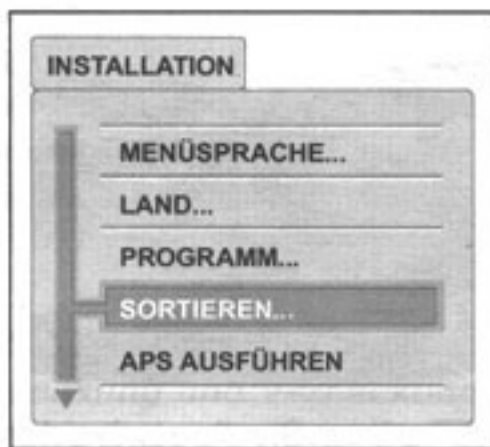 INSTALLATION
MENÜSPRACHE...
LAND...
PROGRAMM...
SORTIEREN...
APS AUSFÜHREN